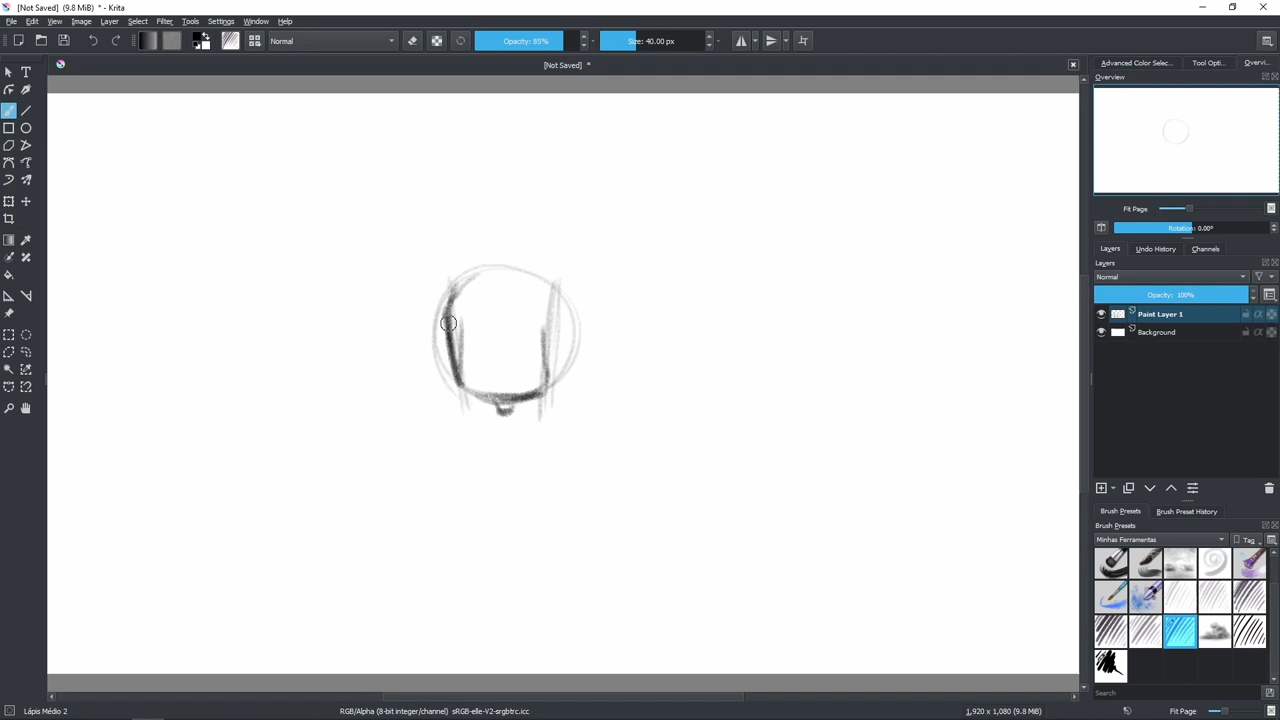 [Not Saved] (9.8 MiB) * - Krita
File Edit View Image Layer Select Filter Tools Settings Window Help
Normal Opacity: 85% Size: 40.00 px
[Not Saved] *
Advanced Color Selec... Tool Opti... Overvi...
Overview
Fit Page
Rotation: 0.00°
Layers Undo History Channels
Layers
Normal
Opacity: 100%
Paint Layer 1
Background
Brush Presets Brush Preset History
Brush Presets
Minhas Ferramentas Tag
Search
Lápis Médio 2 RGB/Alpha (8-bit integer/channel) sRGB-elle-V2-srgbtrc.icc 1,920 x 1,080 (9.8 MiB) Fit Page